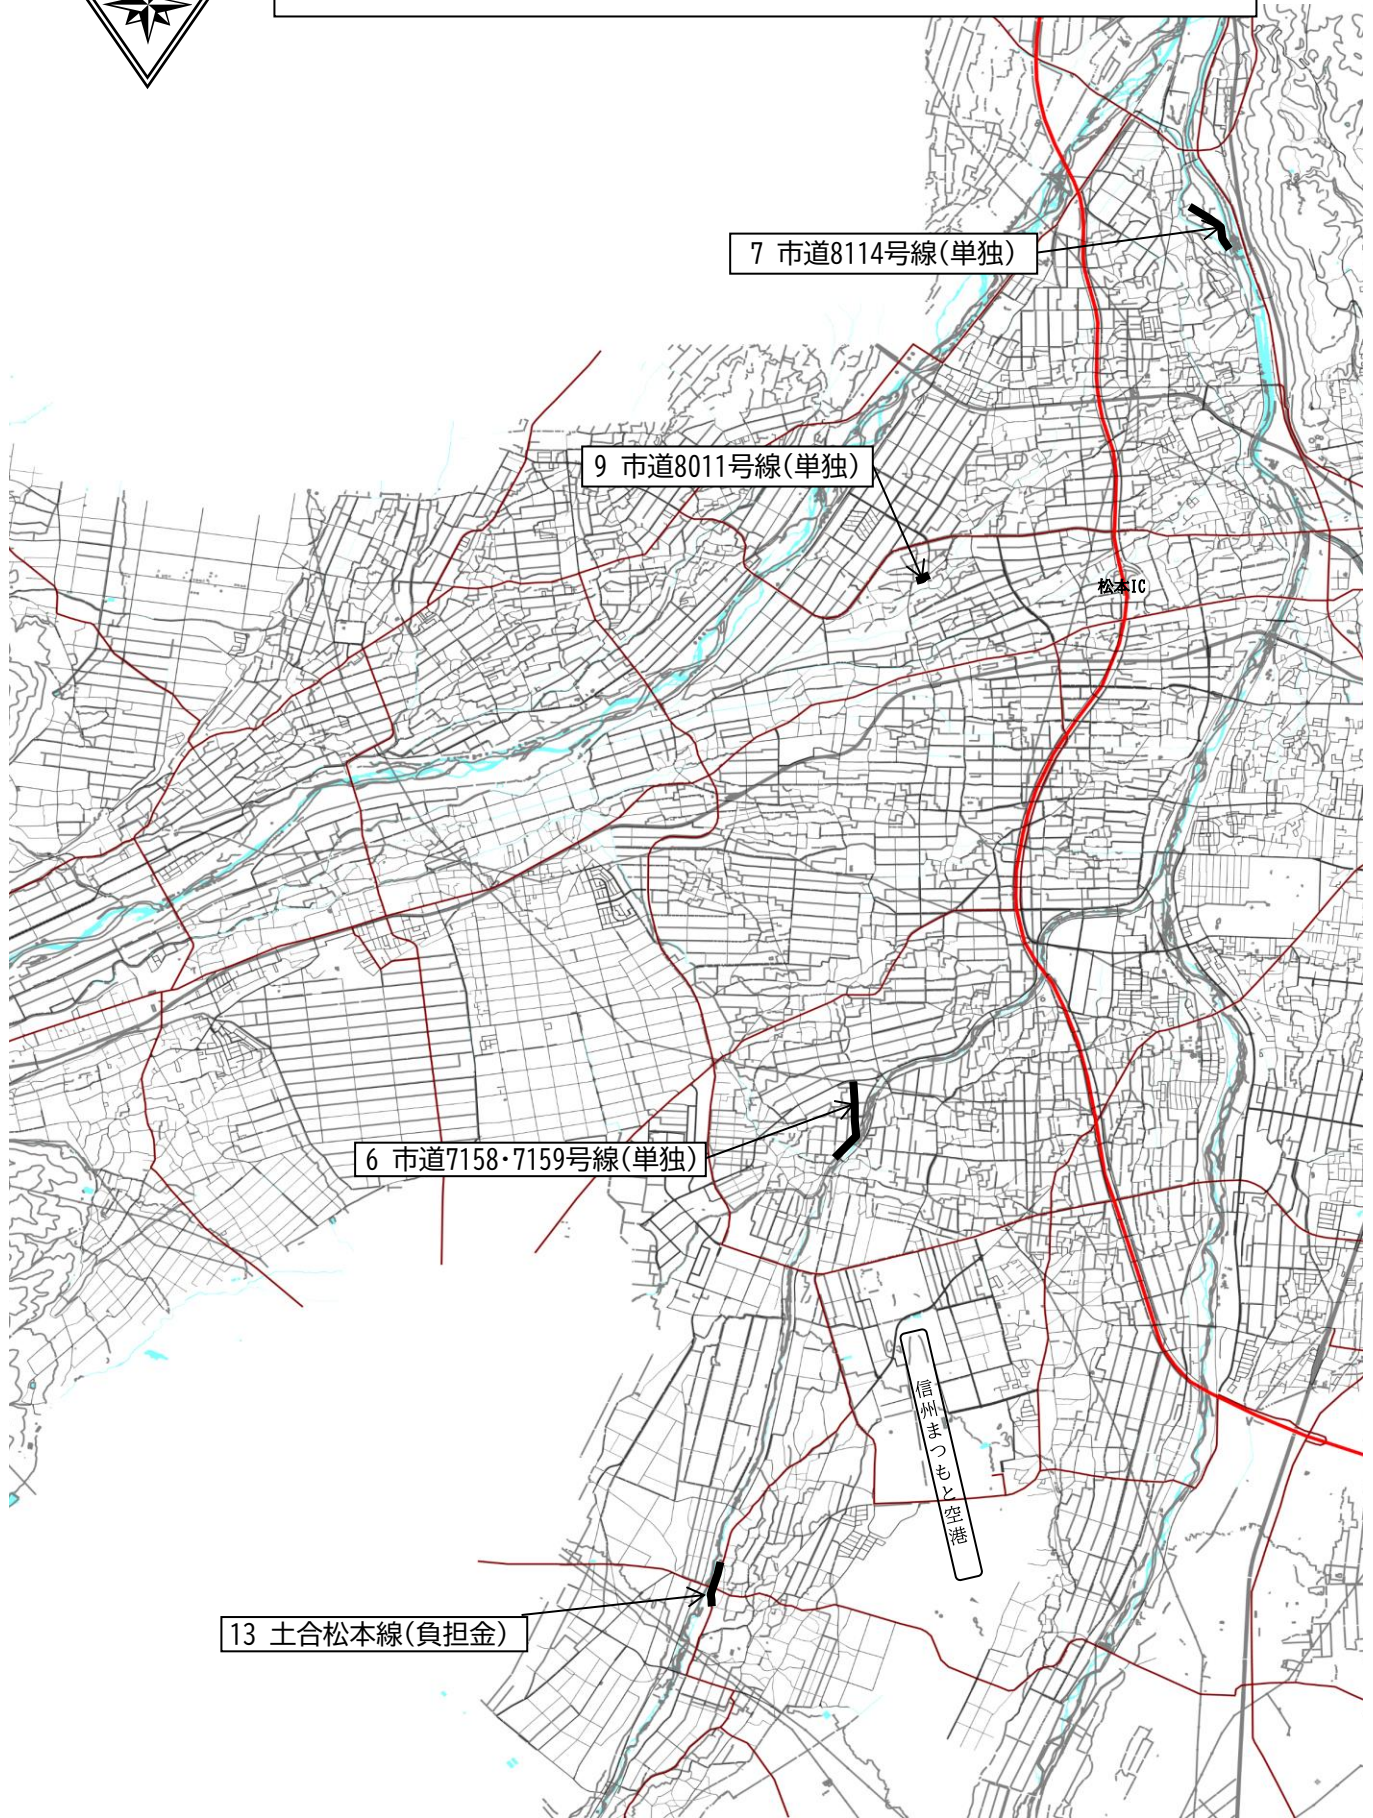 7 市道8114号線(単独)
9 市道8011号線(単独)
松本IC
6 市道7158・7159号線(単独)
信州まつもと空港
13 土合松本線(負担金)